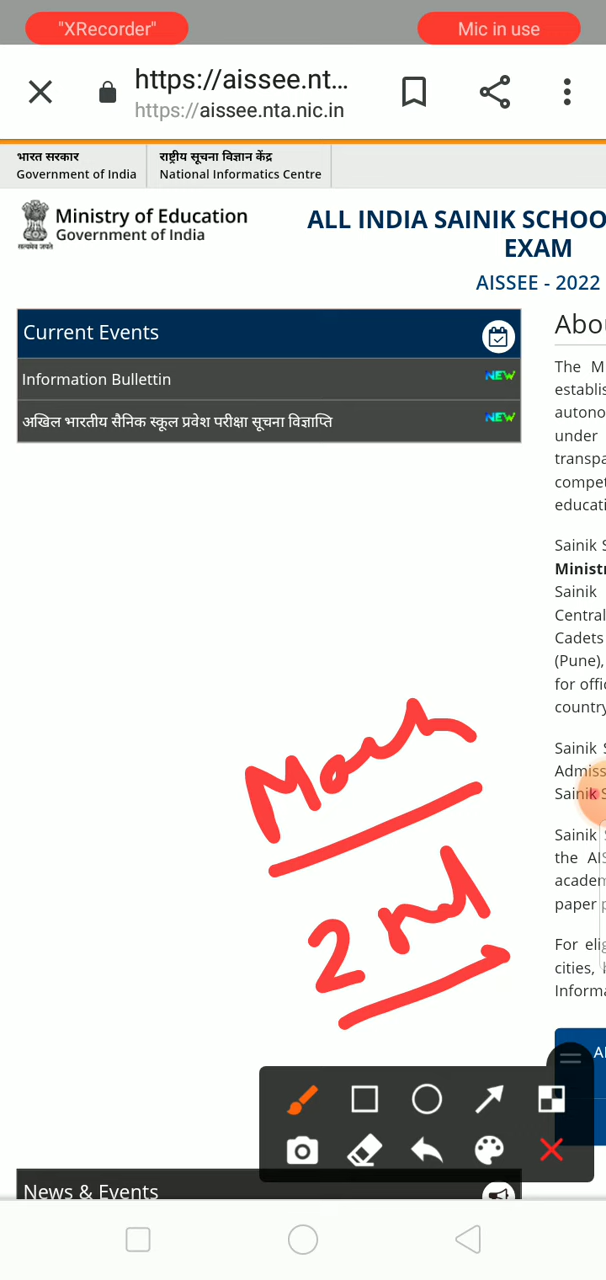 "XRecorder"
Mic in use
https://aissee.nt...
https://aissee.nta.nic.in
भारत सरकार
Government of India
राष्ट्रीय सूचना विज्ञान केंद्र
National Informatics Centre
Ministry of Education
Government of India
सत्यमेव जयते
ALL INDIA SAINIK SCHOO
EXAM
AISSEE - 2022
Current Events
Information Bullettin
NEW
अखिल भारतीय सैनिक स्कूल प्रवेश परीक्षा सूचना विज्ञाप्ति
NEW
Abo
The M
establis
autono
under
transpa
compet
educati
Sainik S
Ministr
Sainik
Central
Cadets
(Pune),
for offic
country
Sainik S
Admiss
Sainik S
Sainik S
the AIS
academ
paper p
For elig
cities,
Informa
March
2nd
A
News & Events